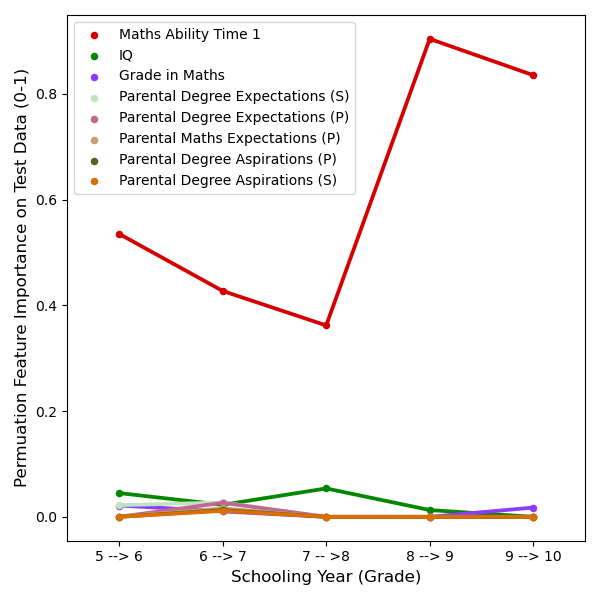 Maths Ability Time 1
IQ
Grade in Maths
Parental Degree Expectations (S)
Parental Degree Expectations (P)
Parental Maths Expectations (P)
Parental Degree Aspirations (P)
Parental Degree Aspirations (S)
Permuation Feature Importance on Test Data (0-1)
0.8
0.6
0.4
0.2
0.0
5 --> 6
6 --> 7
7 -- >8
8 --> 9
9 --> 10
Schooling Year (Grade)